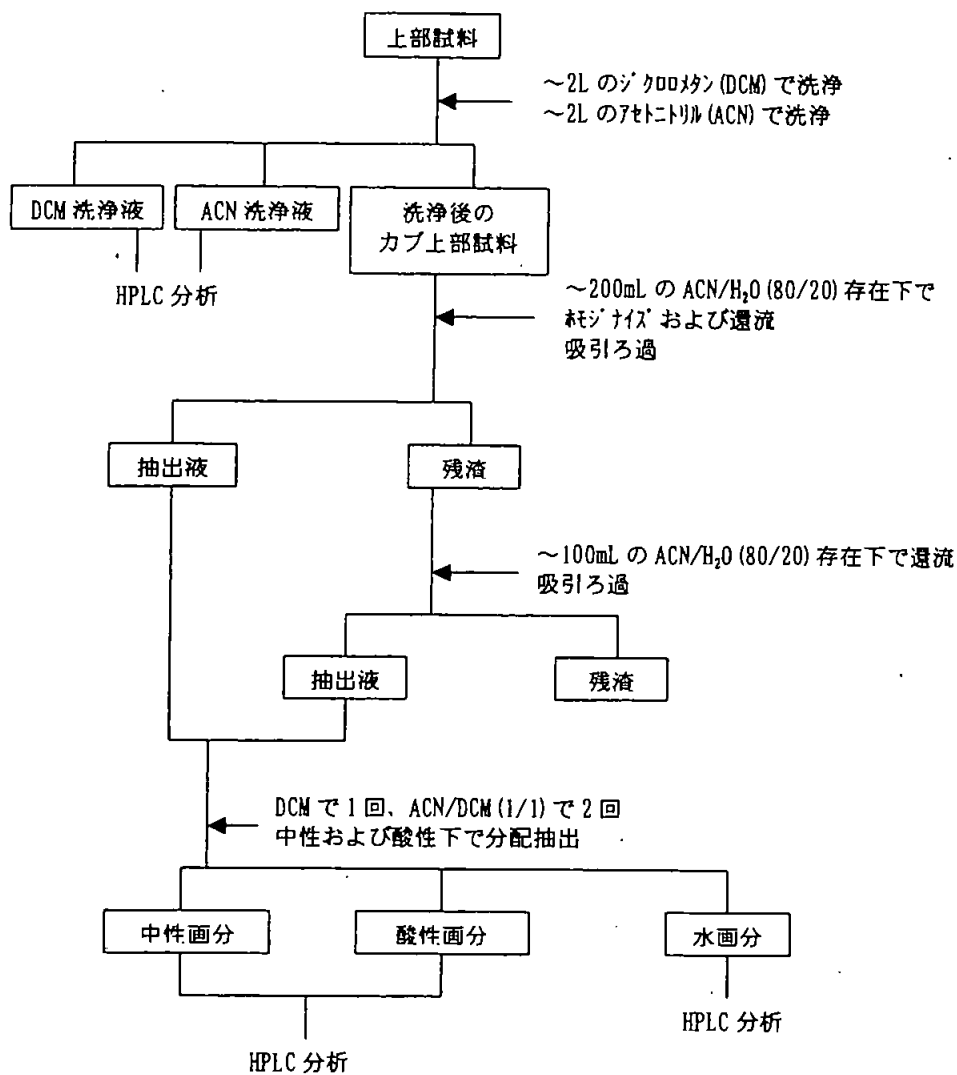 上部試料
～2L のジクロロメタン(DCM)で洗浄
～2L のアセトニトリル(ACN)で洗浄
DCM 洗浄液
ACN 洗浄液
洗浄後の
カブ上部試料
HPLC 分析
～200mL の ACN/H₂O(80/20)存在下で
ホモジナイズおよび還流
吸引ろ過
抽出液
残渣
～100mL の ACN/H₂O(80/20)存在下で還流
吸引ろ過
抽出液
残渣
DCM で 1 回、ACN/DCM(1/1)で 2 回
中性および酸性下で分配抽出
中性画分
酸性画分
水画分
HPLC 分析
HPLC 分析